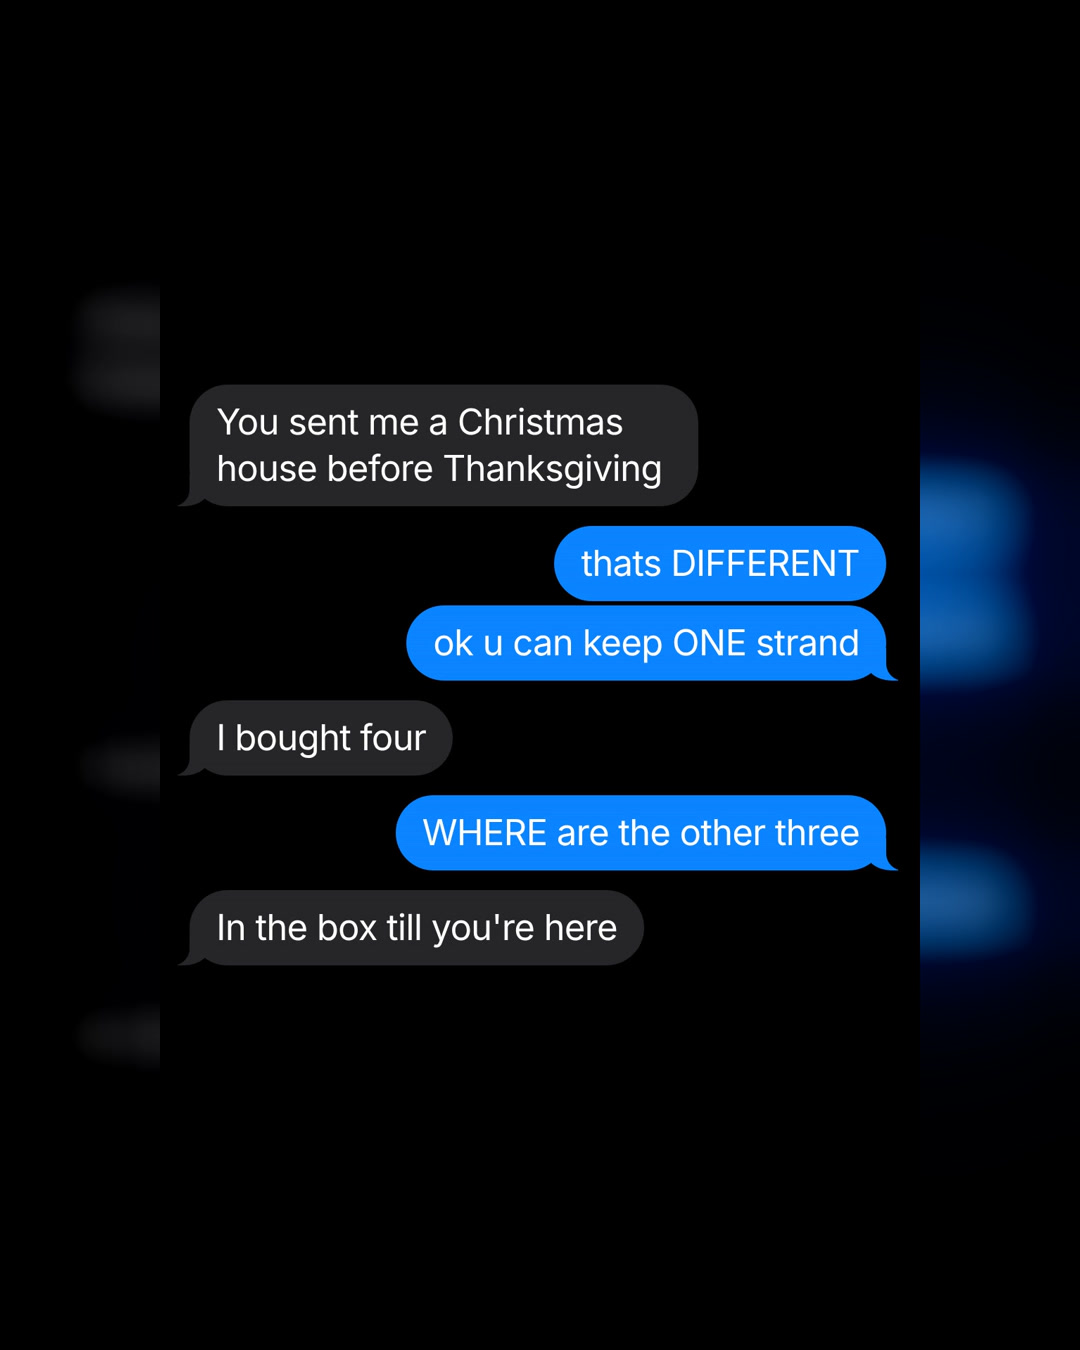 You sent me a Christmas
house before Thanksgiving
thats DIFFERENT
ok u can keep ONE strand
I bought four
WHERE are the other three
In the box till you're here